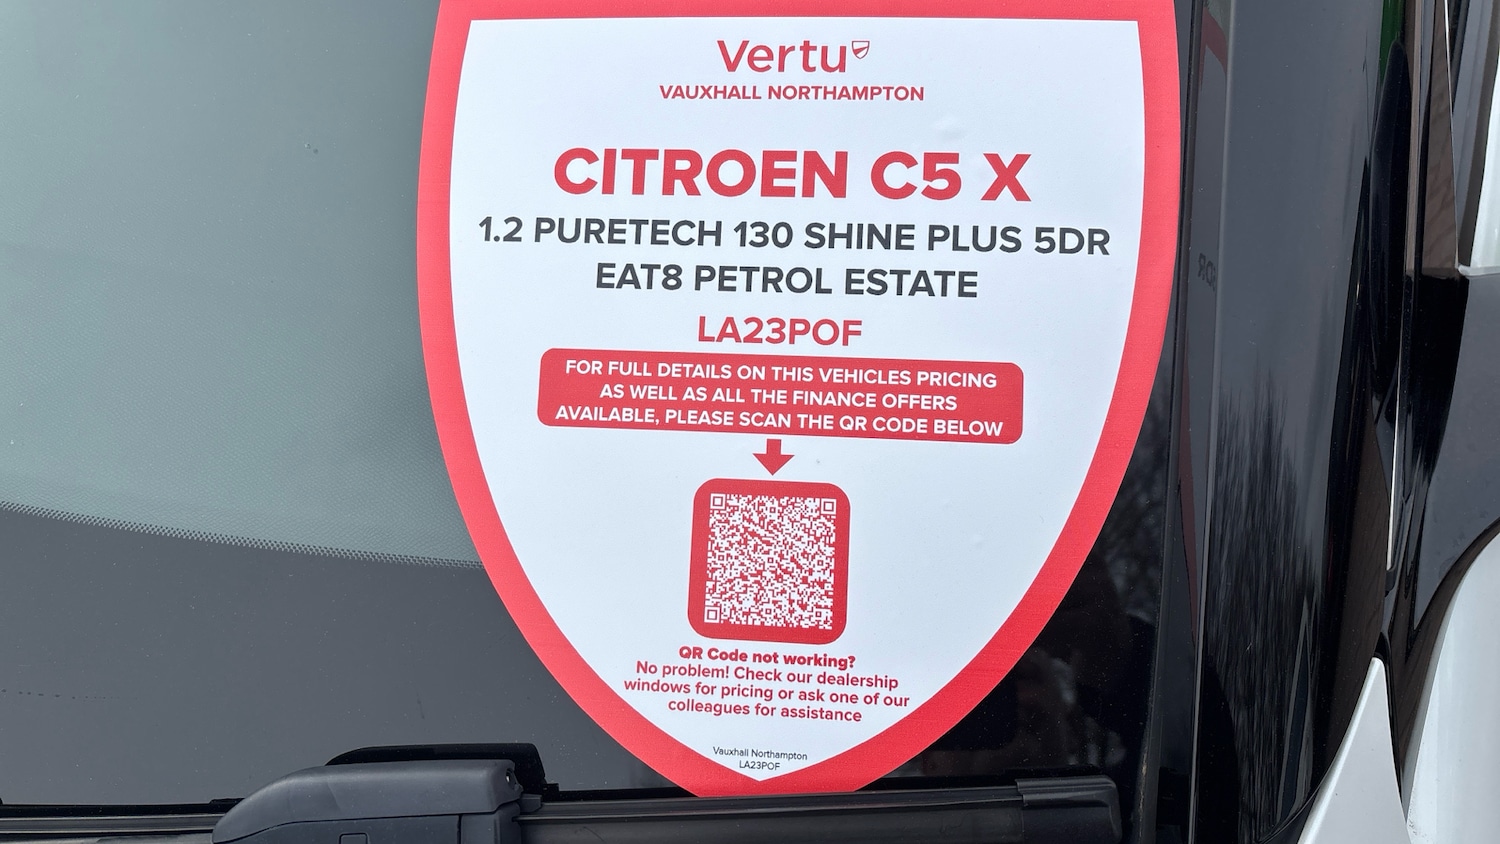 Vertu
VAUXHALL NORTHAMPTON
CITROEN C5 X
1.2 PURETECH 130 SHINE PLUS 5DR
EAT8 PETROL ESTATE
LA23POF
FOR FULL DETAILS ON THIS VEHICLES PRICING
AS WELL AS ALL THE FINANCE OFFERS
AVAILABLE, PLEASE SCAN THE QR CODE BELOW
QR Code not working?
No problem! Check our dealership
windows for pricing or ask one of our
colleagues for assistance
Vauxhall Northampton
LA23POF